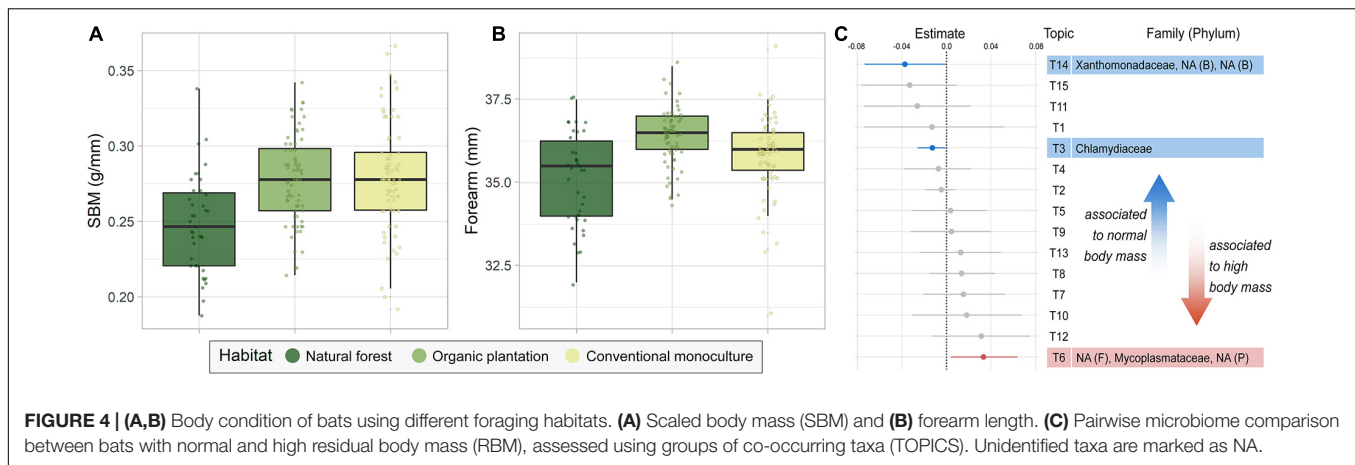 A
SBM (g/mm)
0.35
0.30
0.25
0.20
B
Forearm (mm)
37.5
35.0
32.5
Habitat Natural forest Organic plantation Conventional monoculture
C
Estimate Topic Family (Phylum)
-0.08 -0.04 0.0 0.04 0.08
T14 Xanthomonadaceae, NA (B), NA (B)
T15
T11
T1
T3 Chlamydiaceae
T4
T2
T5
T9
T13
T8
T7
T10
T12
T6 NA (F), Mycoplasmataceae, NA (P)
associated
to normal
body mass
associated
to high
body mass
FIGURE 4 | (A,B) Body condition of bats using different foraging habitats. (A) Scaled body mass (SBM) and (B) forearm length. (C) Pairwise microbiome comparison
between bats with normal and high residual body mass (RBM), assessed using groups of co-occurring taxa (TOPICS). Unidentified taxa are marked as NA.